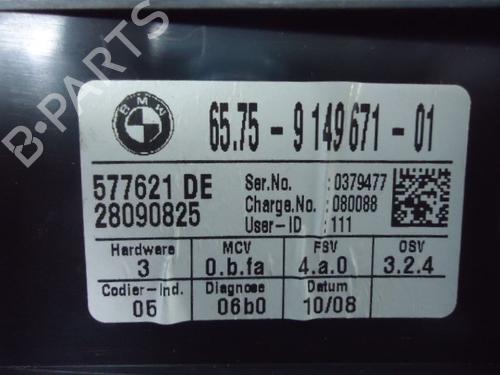 B-PARTS
BMW
65.75 - 9 149671 - 01
577621 DE
28090825
Ser.No. : 0379477
Charge.No. : 080088
User-ID : 111
Hardware MCV FSV OSV
3 0.b.fa 4.a.0 3.2.4
Codier-Ind. Diagnose Datum
05 06b0 10/08